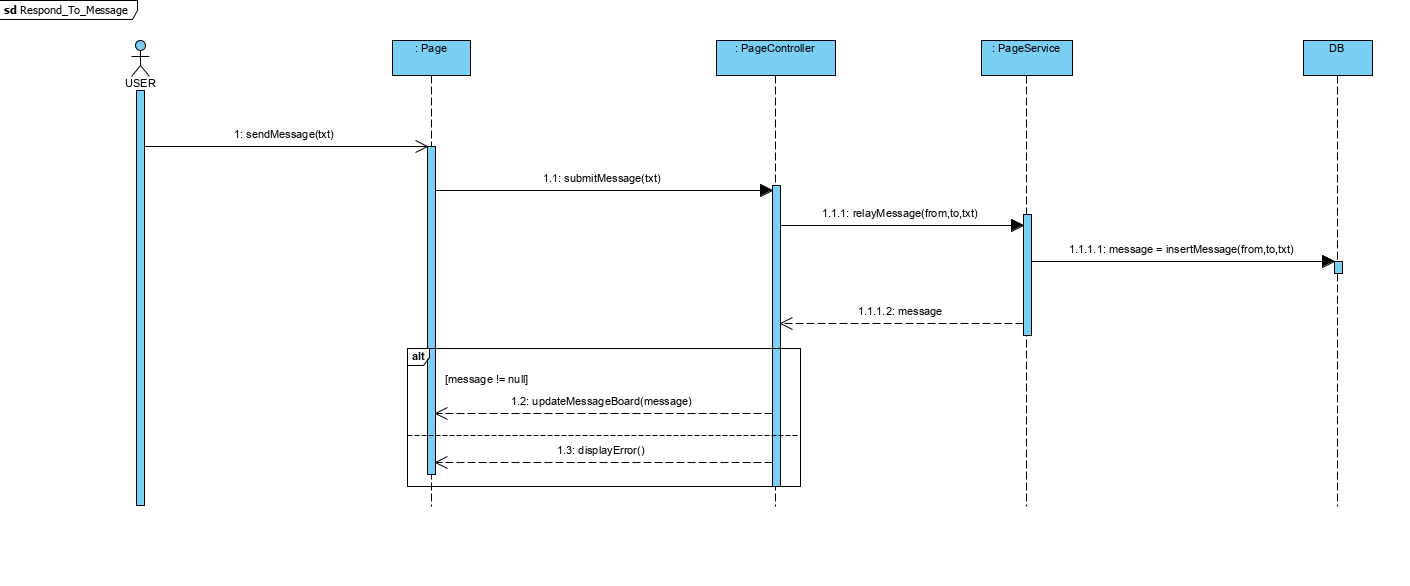 sd Respond_To_Message
USER
: Page
: PageController
: PageService
DB
1: sendMessage(txt)
1.1: submitMessage(txt)
1.1.1: relayMessage(from,to,txt)
1.1.1.1: message = insertMessage(from,to,txt)
1.1.1.2: message
alt
[message != null]
1.2: updateMessageBoard(message)
1.3: displayError()